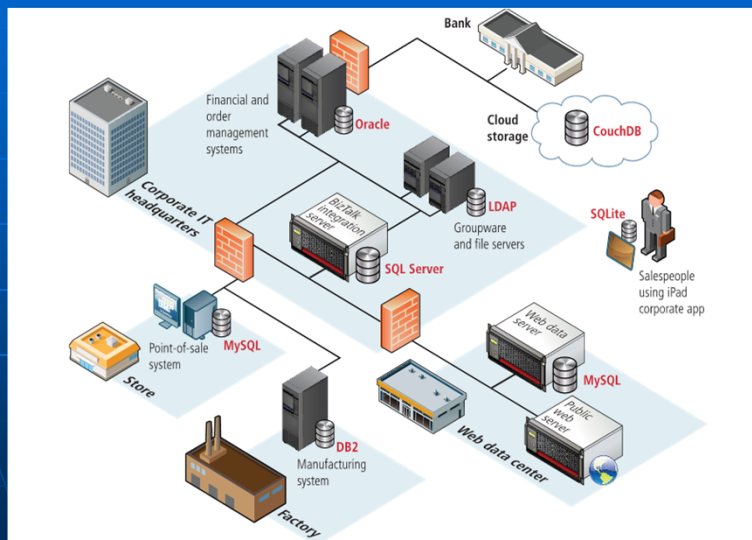 Bank
Financial and
order
management
systems
Oracle
Cloud
storage
CouchDB
Corporate IT
headquarters
BizTalk
integration
server
SQL Server
LDAP
Groupware
and file servers
SQLite
Salespeople
using iPad
corporate app
Point-of-sale
system
MySQL
Store
Web data
server
MySQL
Public
web
server
Web data center
DB2
Manufacturing
system
Factory